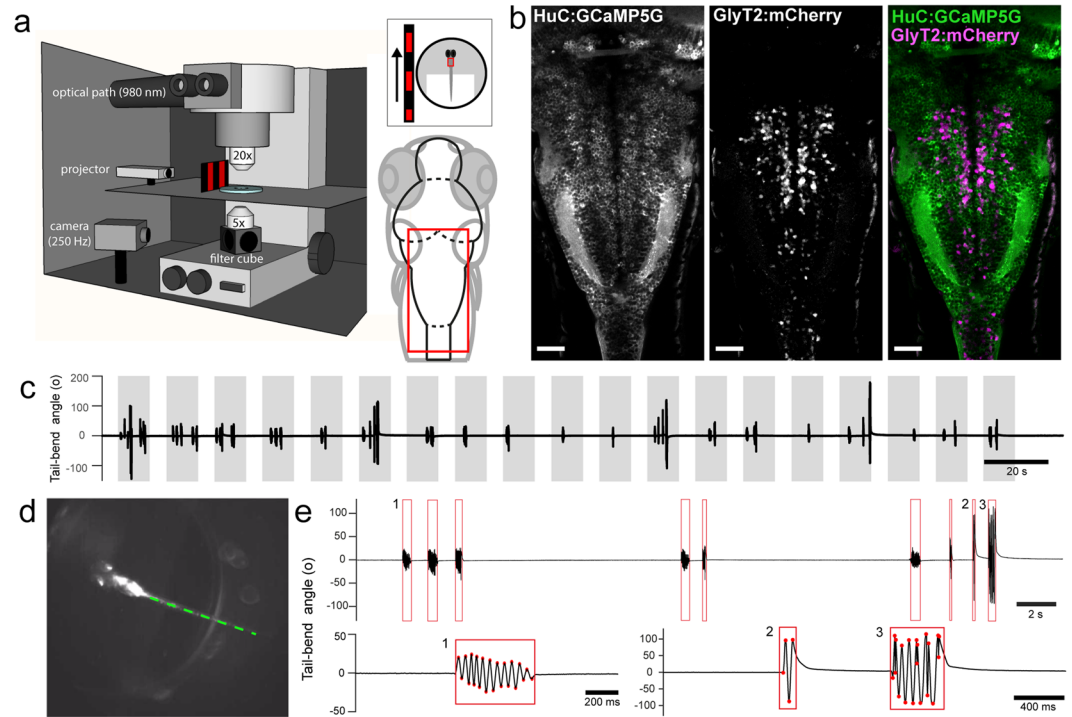 a
optical path (980 nm)
20x
projector
5x
camera
(250 Hz)
filter cube
b
HuC:GCaMP5G
GlyT2:mCherry
HuC:GCaMP5G
GlyT2:mCherry
c
Tail-bend angle (o)
200
100
0
-100
20 s
d
e
Tail-bend angle (o)
100
50
0
-50
-100
1
2
3
2 s
50
0
-50
1
200 ms
100
50
0
-50
-100
2
3
400 ms